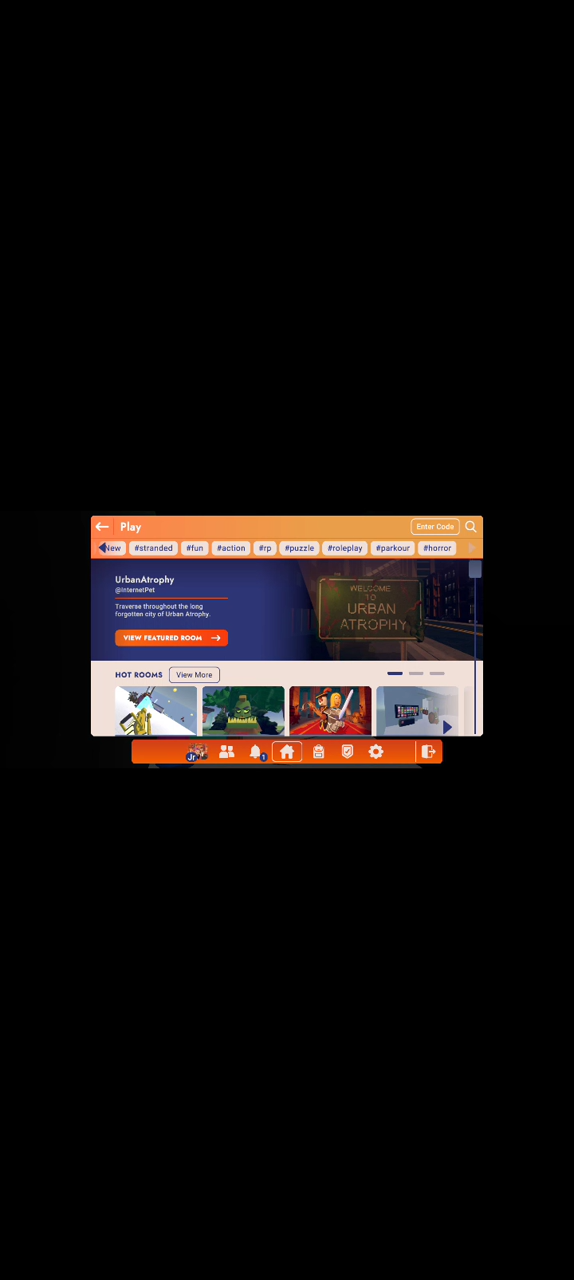 Play
Enter Code
New
#stranded
#fun
#action
#rp
#puzzle
#roleplay
#parkour
#horror
UrbanAtrophy
@InternetPet
Traverse throughout the long
forgotten city of Urban Atrophy.
VIEW FEATURED ROOM
WELCOME
TO
URBAN
ATROPHY
HOT ROOMS
View More
Jr
1